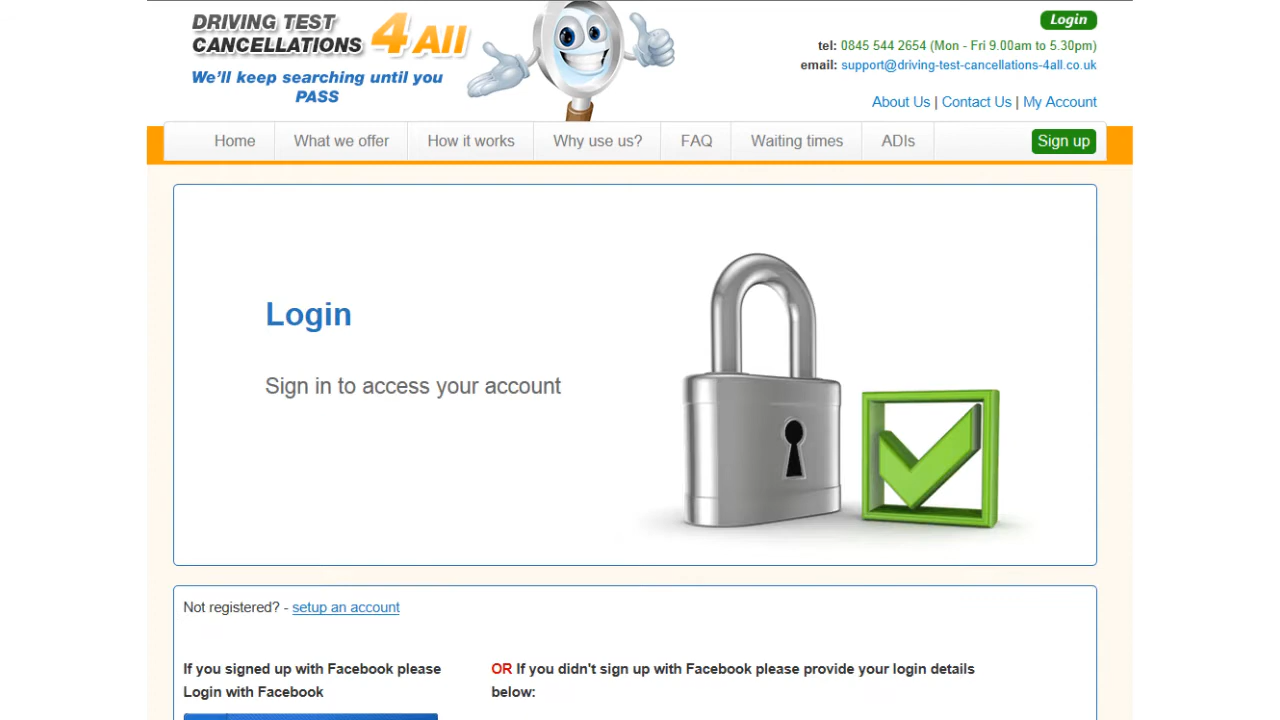 DRIVING TEST
CANCELLATIONS 4 All
We'll keep searching until you
PASS
Login
tel: 0845 544 2654 (Mon - Fri 9.00am to 5.30pm)
email: support@driving-test-cancellations-4all.co.uk
About Us | Contact Us | My Account
Home What we offer How it works Why use us? FAQ Waiting times ADIs Sign up
Login
Sign in to access your account
Not registered? - setup an account
If you signed up with Facebook please
Login with Facebook
OR If you didn't sign up with Facebook please provide your login details
below: